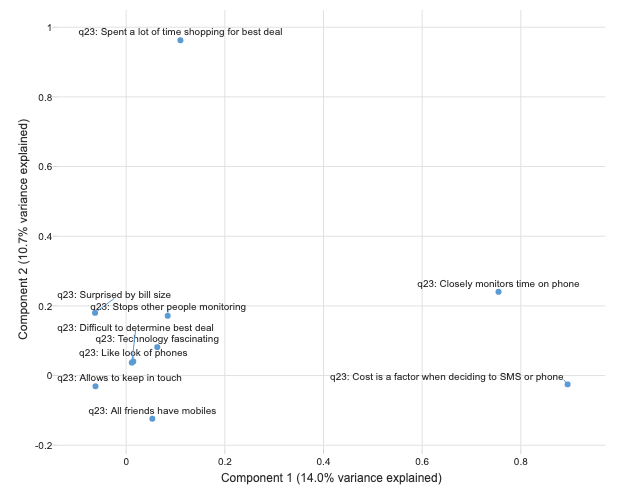 1
q23: Spent a lot of time shopping for best deal
0.8
0.6
0.4
q23: Closely monitors time on phone
q23: Surprised by bill size
0.2
q23: Stops other people monitoring
q23: Difficult to determine best deal
q23: Technology fascinating
q23: Like look of phones
0
q23: Allows to keep in touch
q23: Cost is a factor when deciding to SMS or phone
q23: All friends have mobiles
-0.2
0
0.2
0.4
0.6
0.8
Component 1 (14.0% variance explained)
Component 2 (10.7% variance explained)